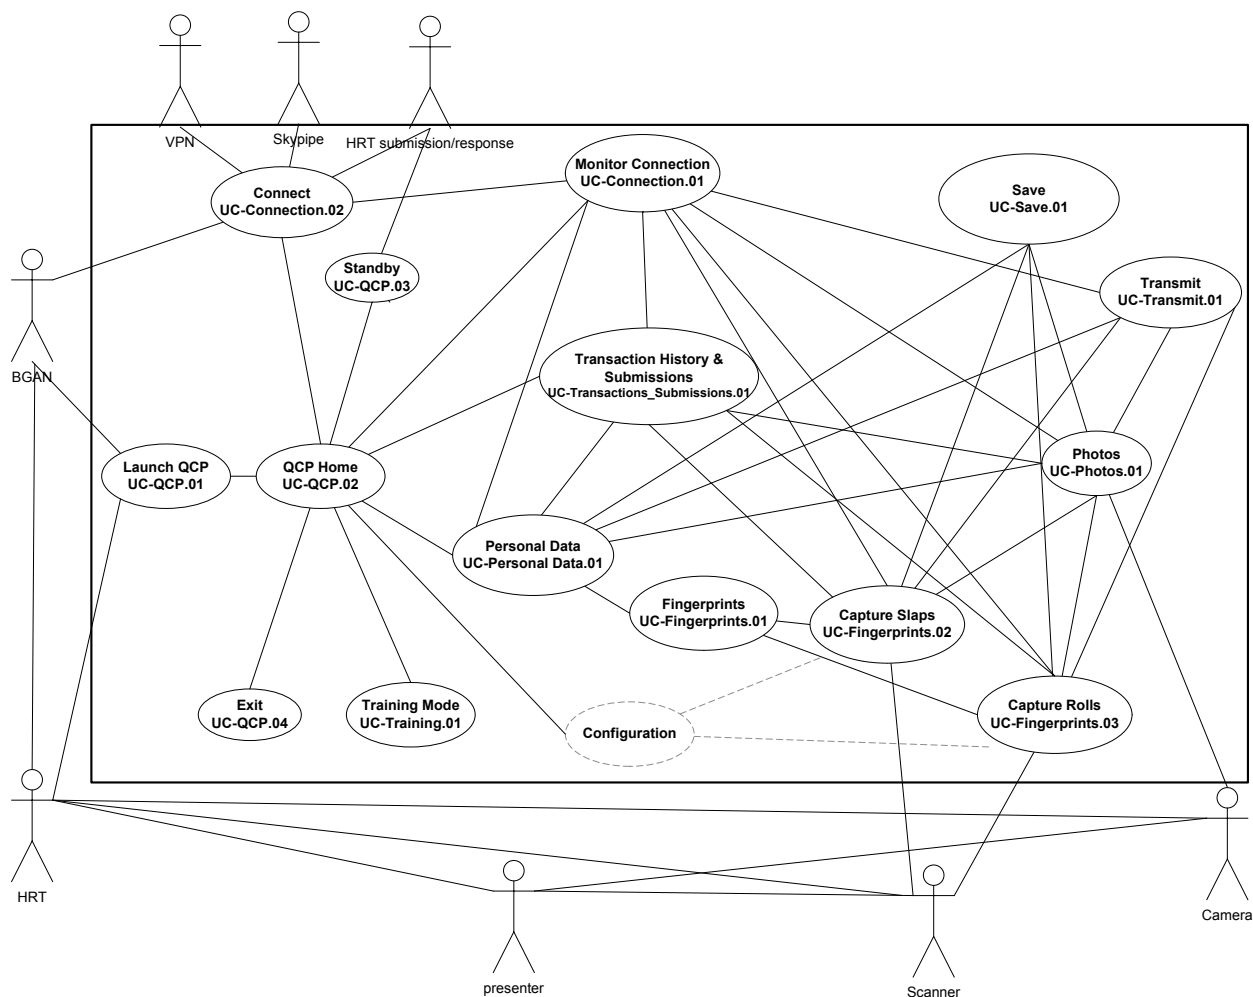 VPN
Skypipe
HRT submission/response
Monitor Connection
UC-Connection.01
Connect
UC-Connection.02
Save
UC-Save.01
Standby
UC-QCP.03
Transmit
UC-Transmit.01
BGAN
Transaction History &
Submissions
UC-Transactions_Submissions.01
Launch QCP
UC-QCP.01
QCP Home
UC-QCP.02
Photos
UC-Photos.01
Personal Data
UC-Personal Data.01
Fingerprints
UC-Fingerprints.01
Capture Slaps
UC-Fingerprints.02
Exit
UC-QCP.04
Training Mode
UC-Training.01
Configuration
Capture Rolls
UC-Fingerprints.03
HRT
Camera
presenter
Scanner